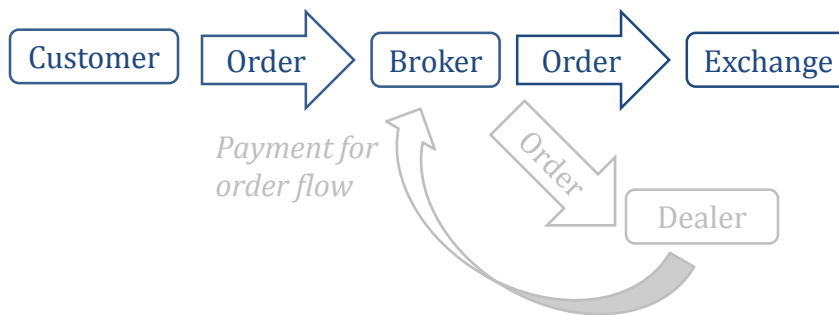 Customer
Order
Broker
Order
Exchange
Payment for
order flow
Order
Dealer